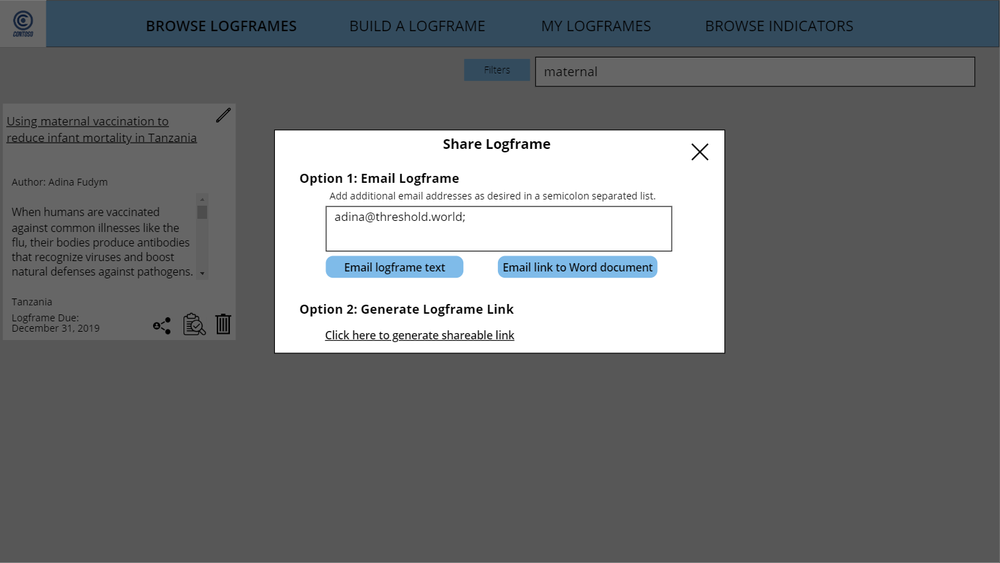 CONTOSO
BROWSE LOGFRAMES
BUILD A LOGFRAME
MY LOGFRAMES
BROWSE INDICATORS
Filters
maternal
Using maternal vaccination to
reduce infant mortality in Tanzania
Author: Adina Fudym
When humans are vaccinated
against common illnesses like the
flu, their bodies produce antibodies
that recognize viruses and boost
natural defenses against pathogens.
Tanzania
Logframe Due:
December 31, 2019
Share Logframe
Option 1: Email Logframe
Add additional email addresses as desired in a semicolon separated list.
adina@threshold.world;
Email logframe text
Email link to Word document
Option 2: Generate Logframe Link
Click here to generate shareable link